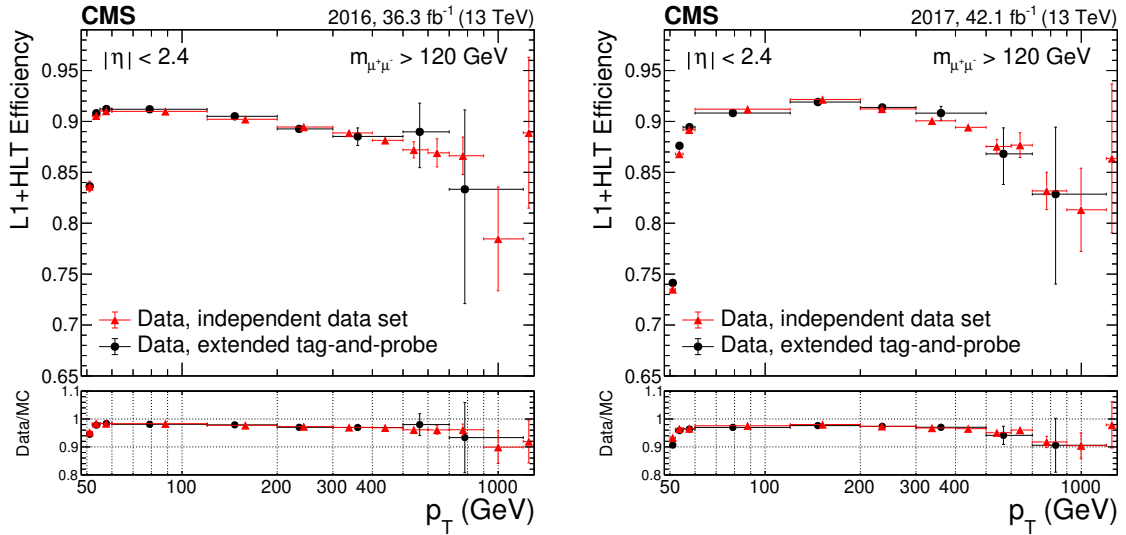 CMS 2016, 36.3 fb⁻¹ (13 TeV)
|η| < 2.4 m_μ⁺μ⁻ > 120 GeV
L1+HLT Efficiency
0.95
0.9
0.85
0.8
0.75
0.7
0.65
Data, independent data set
Data, extended tag-and-probe
Data/MC
1.1
1
0.9
0.8
50 100 200 300 400 1000
p_T (GeV)
CMS 2017, 42.1 fb⁻¹ (13 TeV)
|η| < 2.4 m_μ⁺μ⁻ > 120 GeV
L1+HLT Efficiency
0.95
0.9
0.85
0.8
0.75
0.7
0.65
Data, independent data set
Data, extended tag-and-probe
Data/MC
1.1
1
0.9
0.8
50 100 200 300 400 1000
p_T (GeV)